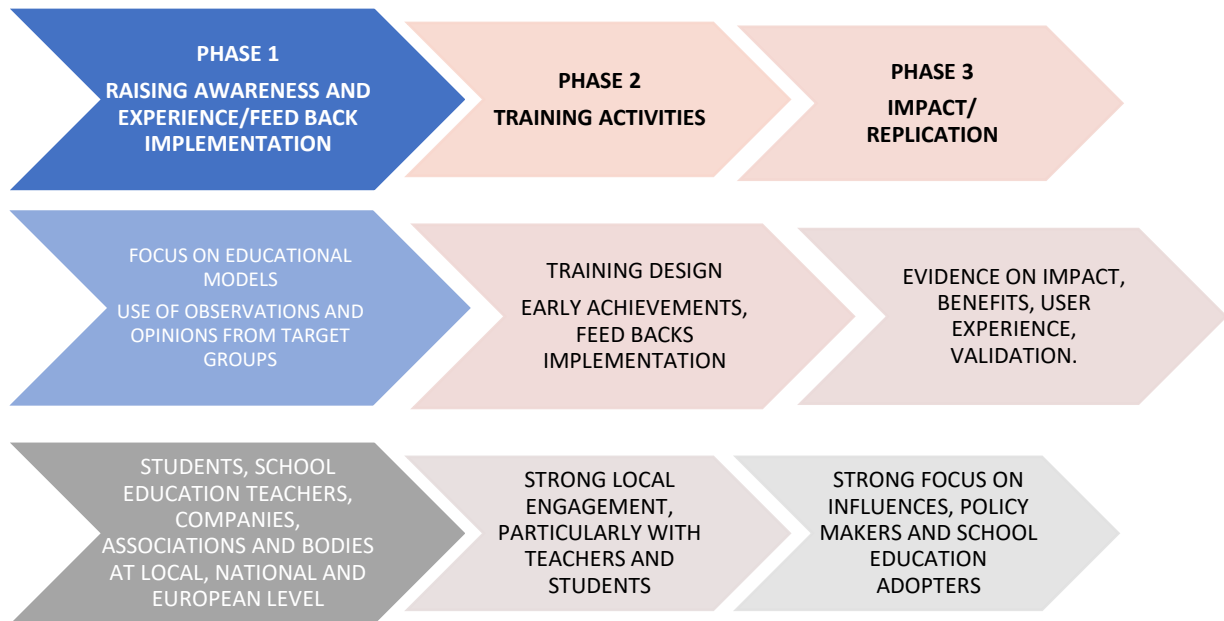 PHASE 1
RAISING AWARENESS AND
EXPERIENCE/FEED BACK
IMPLEMENTATION
PHASE 2
TRAINING ACTIVITIES
PHASE 3
IMPACT/
REPLICATION
FOCUS ON EDUCATIONAL
MODELS
USE OF OBSERVATIONS AND
OPINIONS FROM TARGET
GROUPS
TRAINING DESIGN
EARLY ACHIEVEMENTS,
FEED BACKS
IMPLEMENTATION
EVIDENCE ON IMPACT,
BENEFITS, USER
EXPERIENCE,
VALIDATION.
STUDENTS, SCHOOL
EDUCATION TEACHERS,
COMPANIES,
ASSOCIATIONS AND BODIES
AT LOCAL, NATIONAL AND
EUROPEAN LEVEL
STRONG LOCAL
ENGAGEMENT,
PARTICULARLY WITH
TEACHERS AND
STUDENTS
STRONG FOCUS ON
INFLUENCES, POLICY
MAKERS AND SCHOOL
EDUCATION
ADOPTERS